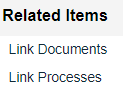 Related Items
Link Documents
Link Processes